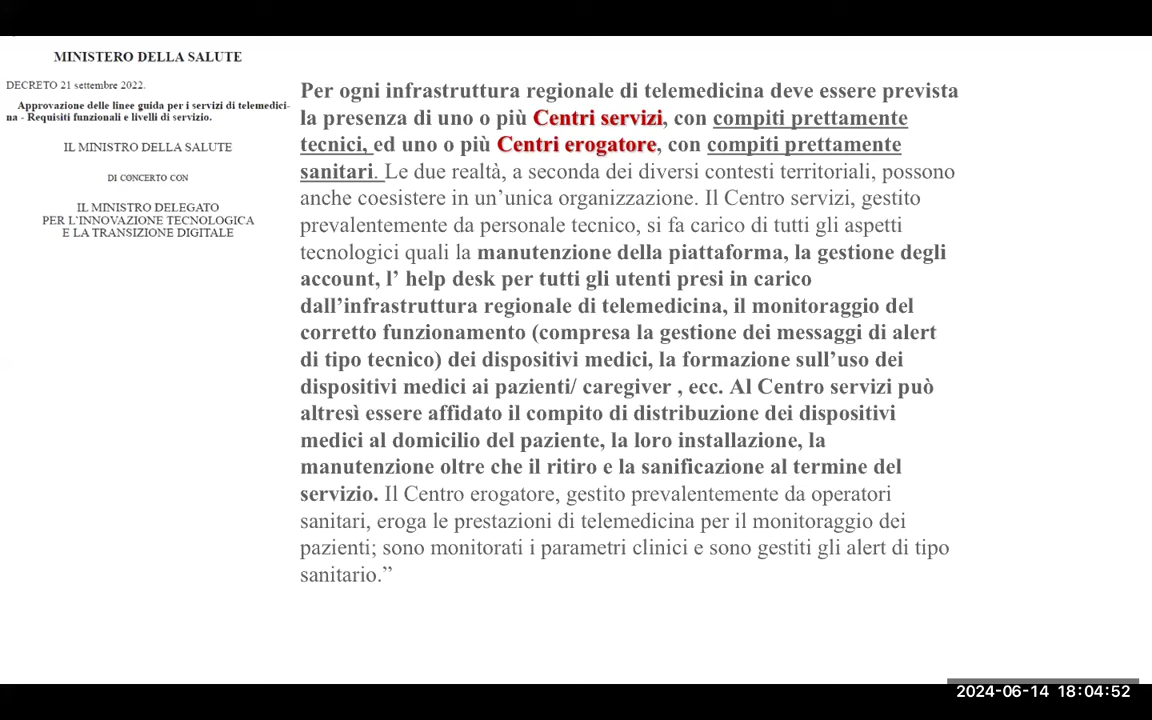 MINISTERO DELLA SALUTE
DECRETO 21 settembre 2022.
Approvazione delle linee guida per i servizi di telemedici-
na - Requisiti funzionali e livelli di servizio.
IL MINISTRO DELLA SALUTE
DI CONCERTO CON
IL MINISTRO DELEGATO
PER L'INNOVAZIONE TECNOLOGICA
E LA TRANSIZIONE DIGITALE
Per ogni infrastruttura regionale di telemedicina deve essere prevista
la presenza di uno o più Centri servizi, con compiti prettamente
tecnici, ed uno o più Centri erogatore, con compiti prettamente
sanitari. Le due realtà, a seconda dei diversi contesti territoriali, possono
anche coesistere in un'unica organizzazione. Il Centro servizi, gestito
prevalentemente da personale tecnico, si fa carico di tutti gli aspetti
tecnologici quali la manutenzione della piattaforma, la gestione degli
account, l' help desk per tutti gli utenti presi in carico
dall'infrastruttura regionale di telemedicina, il monitoraggio del
corretto funzionamento (compresa la gestione dei messaggi di alert
di tipo tecnico) dei dispositivi medici, la formazione sull'uso dei
dispositivi medici ai pazienti/ caregiver , ecc. Al Centro servizi può
altresì essere affidato il compito di distribuzione dei dispositivi
medici al domicilio del paziente, la loro installazione, la
manutenzione oltre che il ritiro e la sanificazione al termine del
servizio. Il Centro erogatore, gestito prevalentemente da operatori
sanitari, eroga le prestazioni di telemedicina per il monitoraggio dei
pazienti; sono monitorati i parametri clinici e sono gestiti gli alert di tipo
sanitario.”
2024-06-14 18:04:52